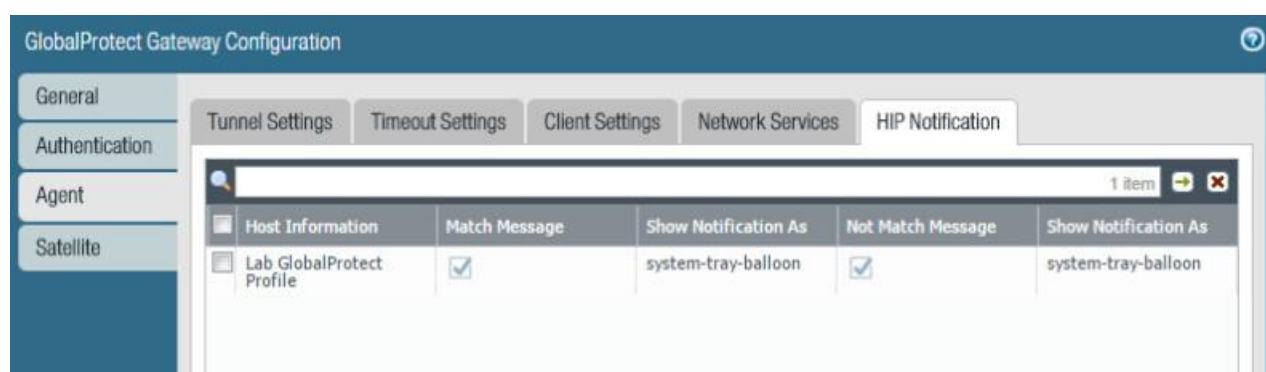 GlobalProtect Gateway Configuration
General
Authentication
Agent
Satellite
Tunnel Settings Timeout Settings Client Settings Network Services HIP Notification
1 item
Host Information Match Message Show Notification As Not Match Message Show Notification As
Lab GlobalProtect system-tray-balloon system-tray-balloon
Profile